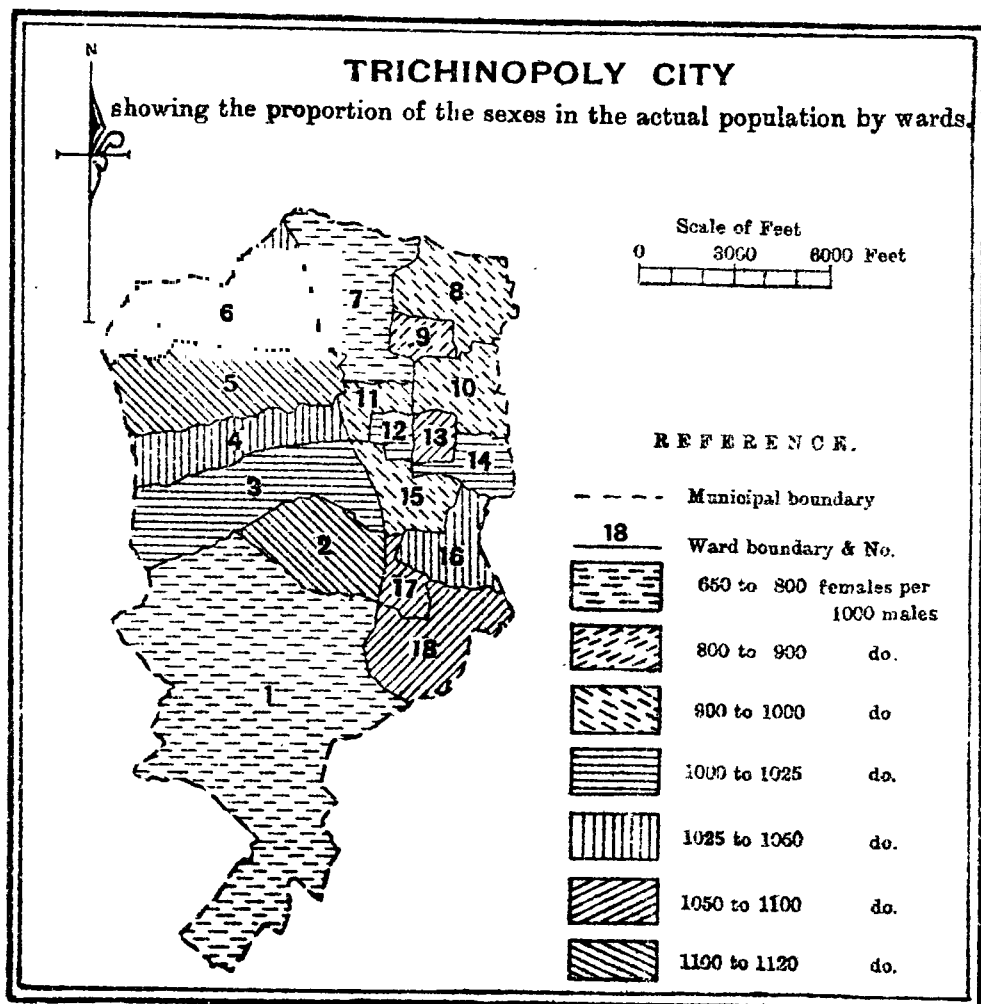 N
TRICHINOPOLY CITY
showing the proportion of the sexes in the actual population by wards.
Scale of Feet
0 3000 6000 Feet
8
7
6
9
5
10
11
12
13
4
14
3
15
2
16
17
18
1
REFERENCE.
Municipal boundary
18
Ward boundary & No.
650 to 800 females per
1000 males
800 to 900 do.
900 to 1000 do
1000 to 1025 do.
1025 to 1050 do.
1050 to 1100 do.
1100 to 1120 do.